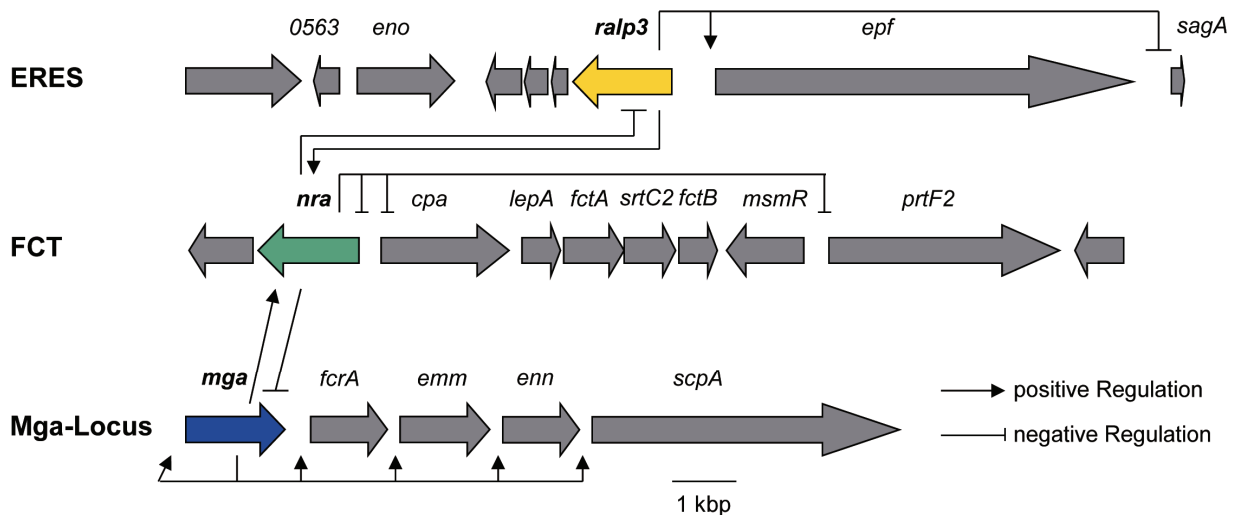 0563 eno ralp3 epf sagA
ERES
nra cpa lepA fctA srtC2 fctB msmR prtF2
FCT
mga fcrA emm enn scpA
positive Regulation
Mga-Locus
negative Regulation
1 kbp